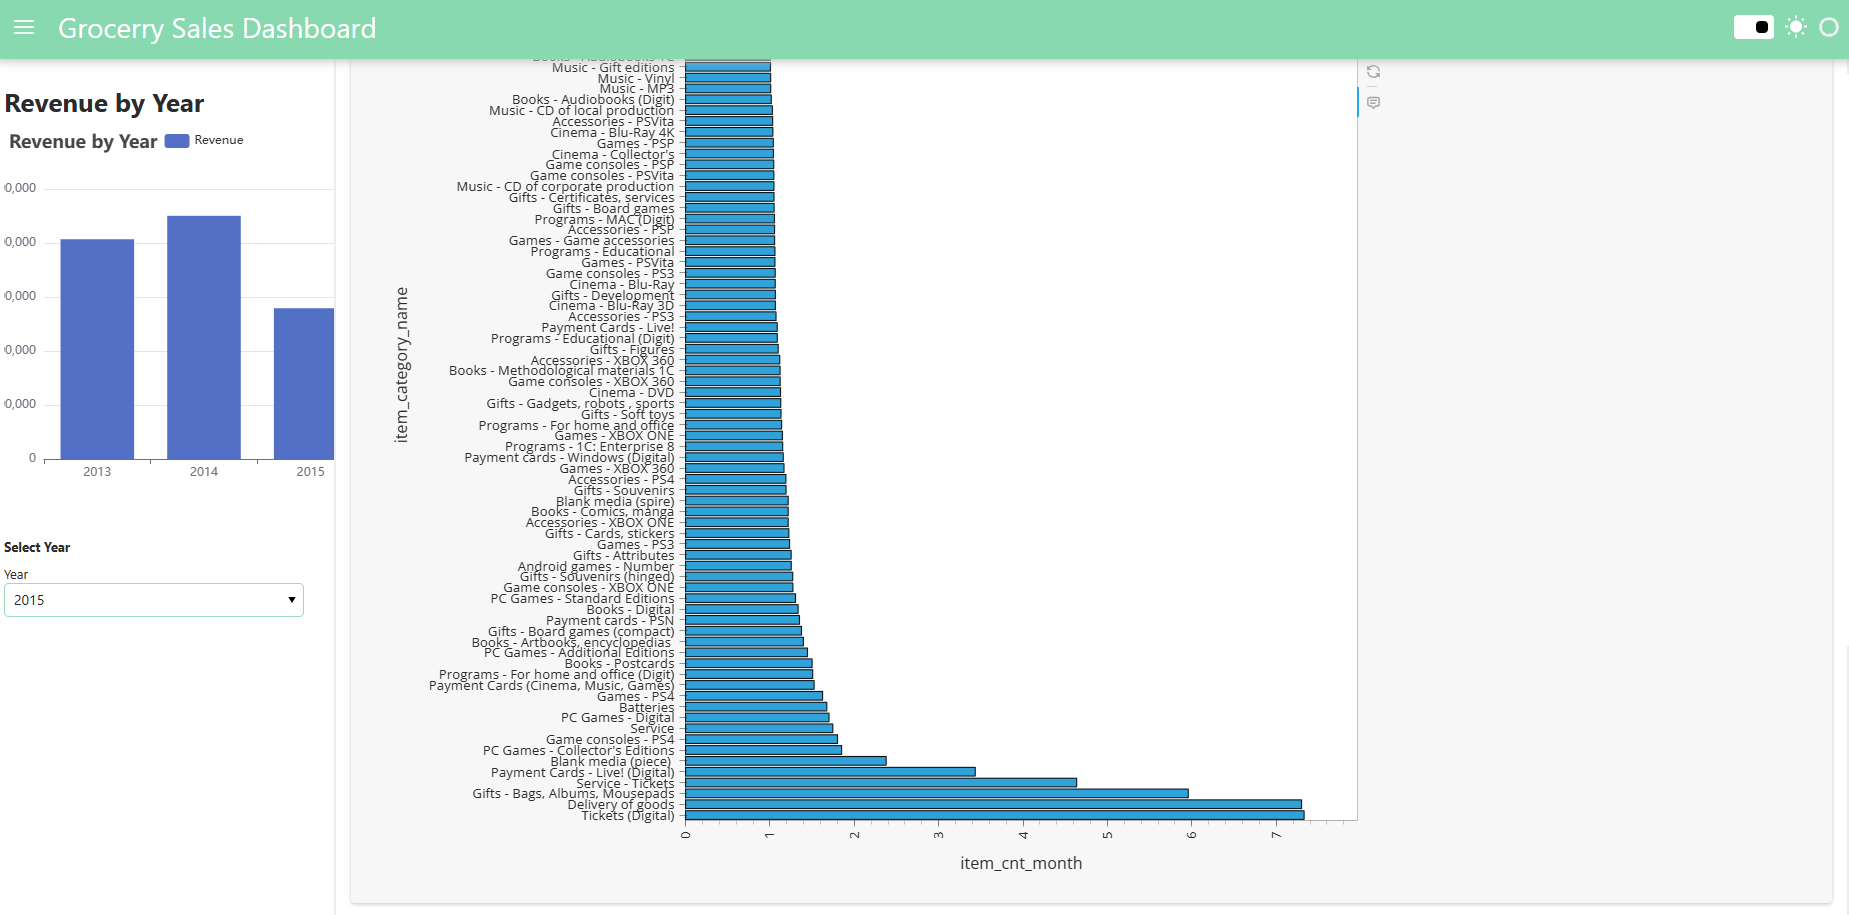 Grocerry Sales Dashboard
Revenue by Year
Revenue by Year
Revenue
0,000
0,000
0,000
0,000
0,000
0
2013 2014 2015
Select Year
Year
2015
item_category_name
Music - Gift editions
Music - Vinyl
Music - MP3
Books - Audiobooks (Digit)
Music - CD of local production
Accessories - PSVita
Cinema - Blu-Ray 4K
Games - PSP
Cinema - Collector's
Game consoles - PSP
Game consoles - PSVita
Music - CD of corporate production
Gifts - Certificates, services
Gifts - Board games
Programs - MAC (Digit)
Accessories - PSP
Games - Game accessories
Programs - Educational
Games - PSVita
Game consoles - PS3
Cinema - Blu-Ray
Gifts - Development
Cinema - Blu-Ray 3D
Accessories - PS3
Payment Cards - Live!
Programs - Educational (Digit)
Gifts - Figures
Accessories - XBOX 360
Books - Methodological materials 1C
Game consoles - XBOX 360
Cinema - DVD
Gifts - Gadgets, robots , sports
Gifts - Soft toys
Programs - For home and office
Games - XBOX ONE
Programs - 1C: Enterprise 8
Payment cards - Windows (Digital)
Games - XBOX 360
Accessories - PS4
Gifts - Souvenirs
Blank media (spire)
Books - Comics, manga
Accessories - XBOX ONE
Gifts - Cards, stickers
Games - PS3
Gifts - Attributes
Android games - Number
Gifts - Souvenirs (hinged)
Game consoles - XBOX ONE
PC Games - Standard Editions
Books - Digital
Payment cards - PSN
Gifts - Board games (compact)
Books - Artbooks, encyclopedias
PC Games - Additional Editions
Books - Postcards
Programs - For home and office (Digit)
Payment Cards (Cinema, Music, Games)
Games - PS4
Batteries
PC Games - Digital
Service
Game consoles - PS4
PC Games - Collector's Editions
Blank media (piece)
Payment Cards - Live! (Digital)
Service - Tickets
Gifts - Bags, Albums, Mousepads
Delivery of goods
Tickets (Digital)
0 1 2 3 4 5 6 7
item_cnt_month